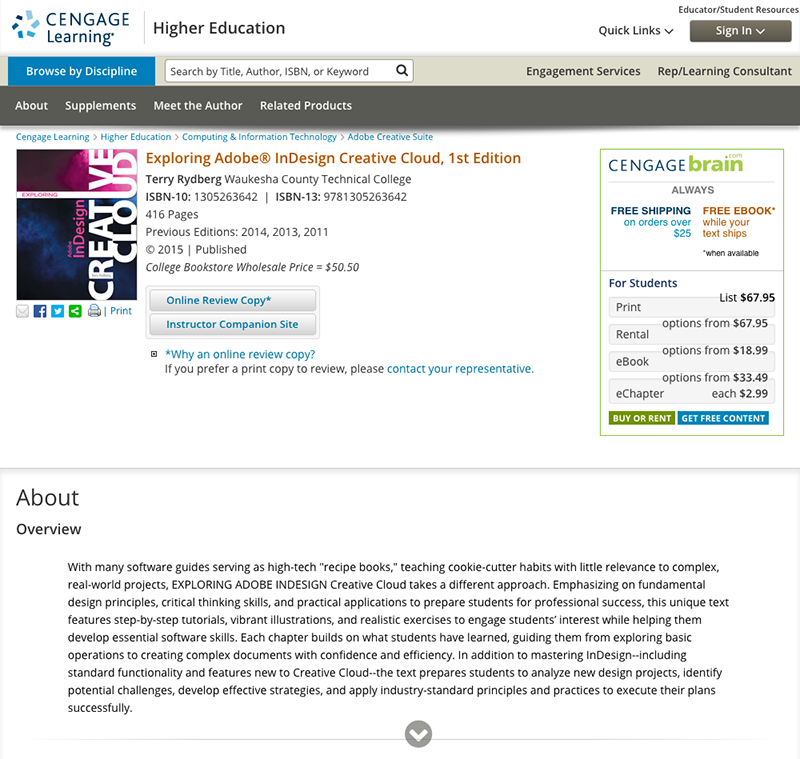 Educator/Student Resources
CENGAGE
Learning
Higher Education
Quick Links
Sign In
Browse by Discipline
Search by Title, Author, ISBN, or Keyword
Engagement Services
Rep/Learning Consultant
About
Supplements
Meet the Author
Related Products
Cengage Learning > Higher Education > Computing & Information Technology > Adobe Creative Suite
EXPLORING
Adobe
InDesign
CREATIVE
CLOUD
Exploring Adobe® InDesign Creative Cloud, 1st Edition
Terry Rydberg Waukesha County Technical College
ISBN-10: 1305263642 | ISBN-13: 9781305263642
416 Pages
Previous Editions: 2014, 2013, 2011
© 2015 | Published
College Bookstore Wholesale Price = $50.50
| Print
Online Review Copy*
Instructor Companion Site
*Why an online review copy?
If you prefer a print copy to review, please contact your representative.
CENGAGEbrain.com
ALWAYS
FREE SHIPPING
on orders over
$25
FREE EBOOK*
while your
text ships
*when available
For Students
List $67.95
Print
options from $67.95
Rental
options from $18.99
eBook
options from $33.49
eChapter
each $2.99
BUY OR RENT
GET FREE CONTENT
About
Overview
With many software guides serving as high-tech "recipe books," teaching cookie-cutter habits with little relevance to complex,
real-world projects, EXPLORING ADOBE INDESIGN Creative Cloud takes a different approach. Emphasizing on fundamental
design principles, critical thinking skills, and practical applications to prepare students for professional success, this unique text
features step-by-step tutorials, vibrant illustrations, and realistic exercises to engage students' interest while helping them
develop essential software skills. Each chapter builds on what students have learned, guiding them from exploring basic
operations to creating complex documents with confidence and efficiency. In addition to mastering InDesign--including
standard functionality and features new to Creative Cloud--the text prepares students to analyze new design projects, identify
potential challenges, develop effective strategies, and apply industry-standard principles and practices to execute their plans
successfully.